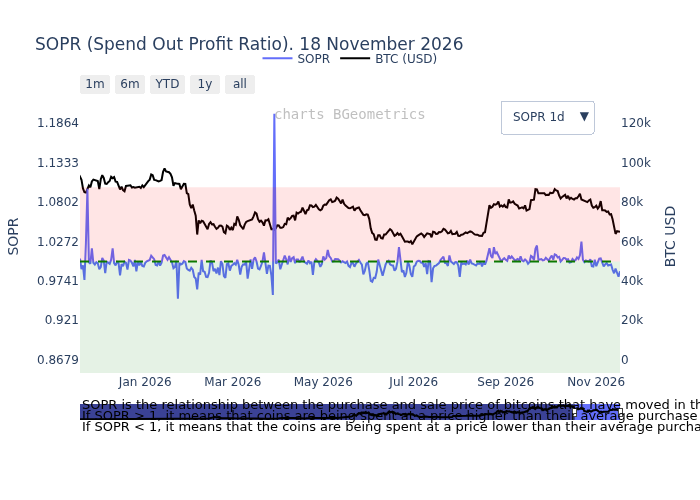 SOPR (Spend Out Profit Ratio). 18 November 2026
SOPR BTC (USD)
1m 6m YTD 1y all
charts BGeometrics
SOPR 1d ▼
1.1864 120k
1.1333 100k
1.0802 80k
1.0272 60k
0.9741 40k
0.921 20k
0.8679 0
SOPR
BTC USD
Jan 2026 Mar 2026 May 2026 Jul 2026 Sep 2026 Nov 2026
SOPR is the relationship between the purchase and sale price of bitcoins that have moved in th
If SOPR > 1, it means that the coins are being spent at a price higher than their average purchase
If SOPR < 1, it means that the coins are being spent at a price lower than their average purcha